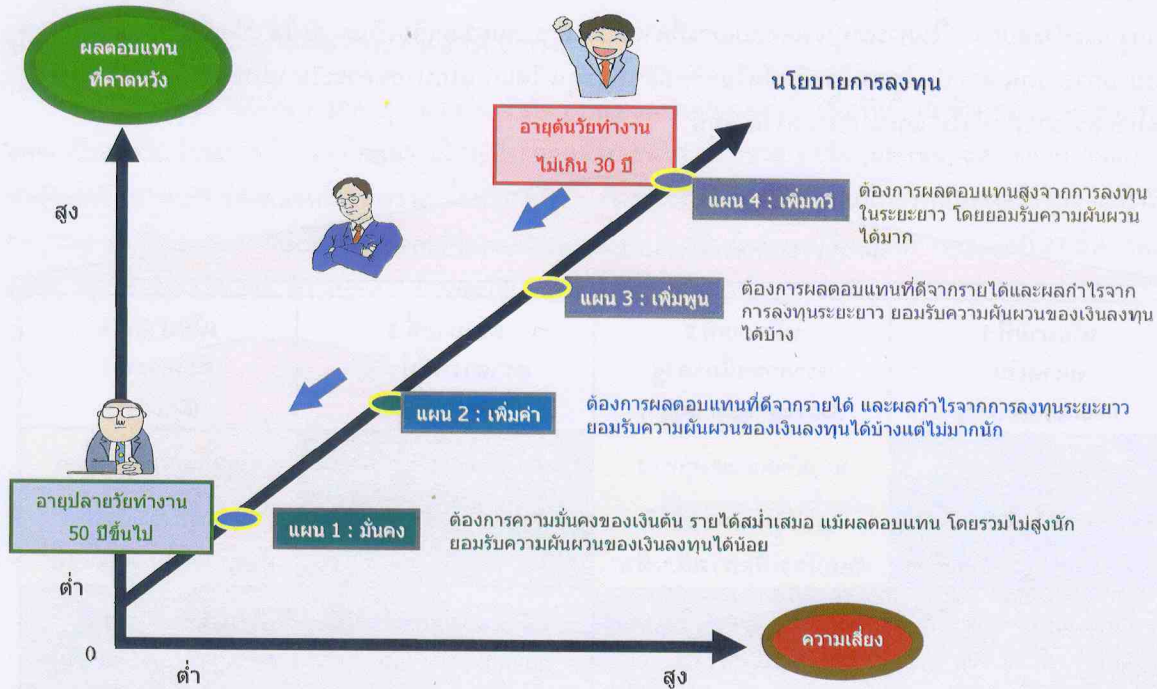 ผลตอบแทน
ที่คาดหวัง
นโยบายการลงทุน
อายุต้นวัยทำงาน
ไม่เกิน 30 ปี
สูง
แผน 4 : เพิ่มทวี
ต้องการผลตอบแทนสูงจากการลงทุน
ในระยะยาว โดยยอมรับความผันผวน
ได้มาก
แผน 3 : เพิ่มพูน
ต้องการผลตอบแทนที่ดีจากรายได้และผลกำไรจาก
การลงทุนระยะยาว ยอมรับความผันผวนของเงินลงทุน
ได้บ้าง
แผน 2 : เพิ่มค่า
ต้องการผลตอบแทนที่ดีจากรายได้ และผลกำไรจากการลงทุนระยะยาว
ยอมรับความผันผวนของเงินลงทุนได้บ้างแต่ไม่มากนัก
อายุปลายวัยทำงาน
50 ปีขึ้นไป
แผน 1 : มั่นคง
ต้องการความมั่นคงของเงินต้น รายได้สม่ำเสมอ แม้ผลตอบแทน โดยรวมไม่สูงนัก
ยอมรับความผันผวนของเงินลงทุนได้น้อย
ต่ำ
ความเสี่ยง
0
ต่ำ
สูง